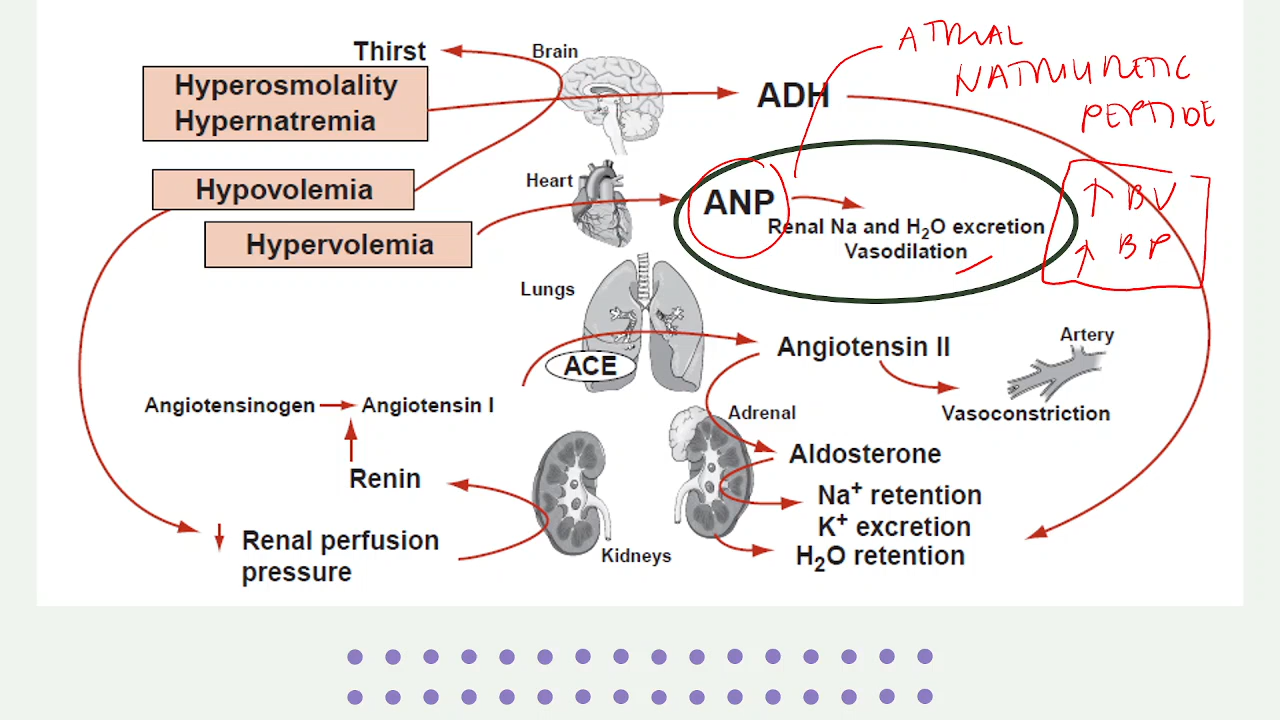 Thirst
Brain
Hyperosmolality
Hypernatremia
ADH
ATRIAL
NATRIURETIC
PEPTIDE
Hypovolemia
Heart
ANP
Renal Na and H₂O excretion
Vasodilation
↑ BV
↑ BP
Hypervolemia
Lungs
ACE
Angiotensin II
Artery
Vasoconstriction
Angiotensinogen → Angiotensin I
Adrenal
Renin
Aldosterone
Na⁺ retention
K⁺ excretion
H₂O retention
↓ Renal perfusion
pressure
Kidneys